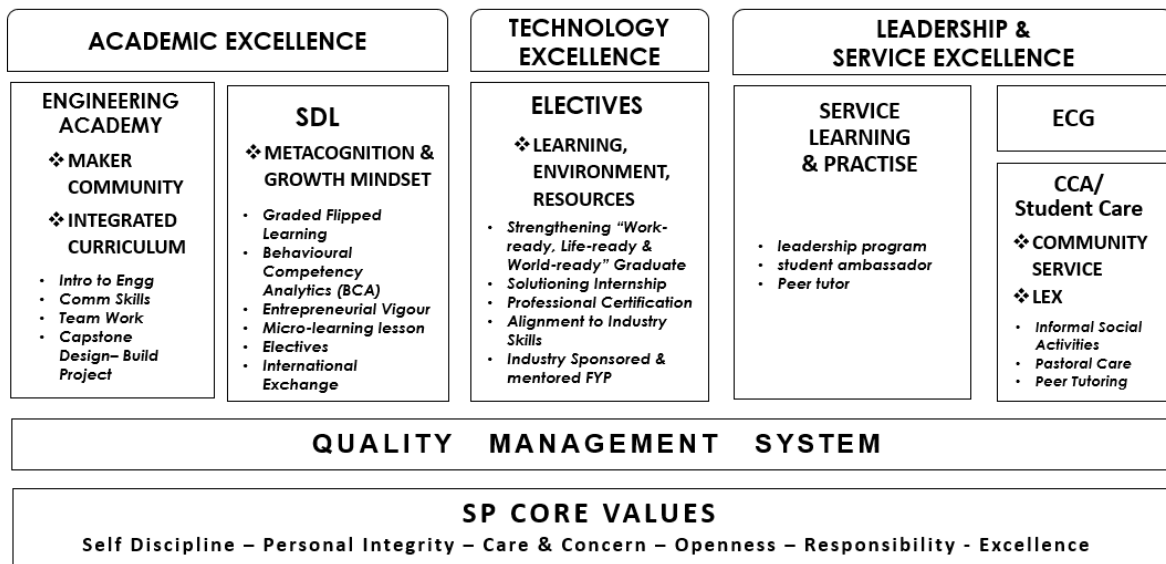 ACADEMIC EXCELLENCE
TECHNOLOGY
EXCELLENCE
LEADERSHIP &
SERVICE EXCELLENCE
ENGINEERING
ACADEMY
❖ MAKER
COMMUNITY
❖ INTEGRATED
CURRICULUM
• Intro to Engg
• Comm Skills
• Team Work
• Capstone
Design– Build
Project
SDL
❖ METACOGNITION &
GROWTH MINDSET
• Graded Flipped
Learning
• Behavioural
Competency
Analytics (BCA)
• Entrepreneurial Vigour
• Micro-learning lesson
• Electives
• International
Exchange
ELECTIVES
❖ LEARNING,
ENVIRONMENT,
RESOURCES
• Strengthening “Work-
ready, Life-ready &
World-ready” Graduate
• Solutioning Internship
• Professional Certification
• Alignment to Industry
Skills
• Industry Sponsored &
mentored FYP
SERVICE
LEARNING
& PRACTISE
• leadership program
• student ambassador
• Peer tutor
ECG
CCA/
Student Care
❖ COMMUNITY
SERVICE
❖ LEX
• Informal Social
Activities
• Pastoral Care
• Peer Tutoring
QUALITY MANAGEMENT SYSTEM
SP CORE VALUES
Self Discipline – Personal Integrity – Care & Concern – Openness – Responsibility - Excellence